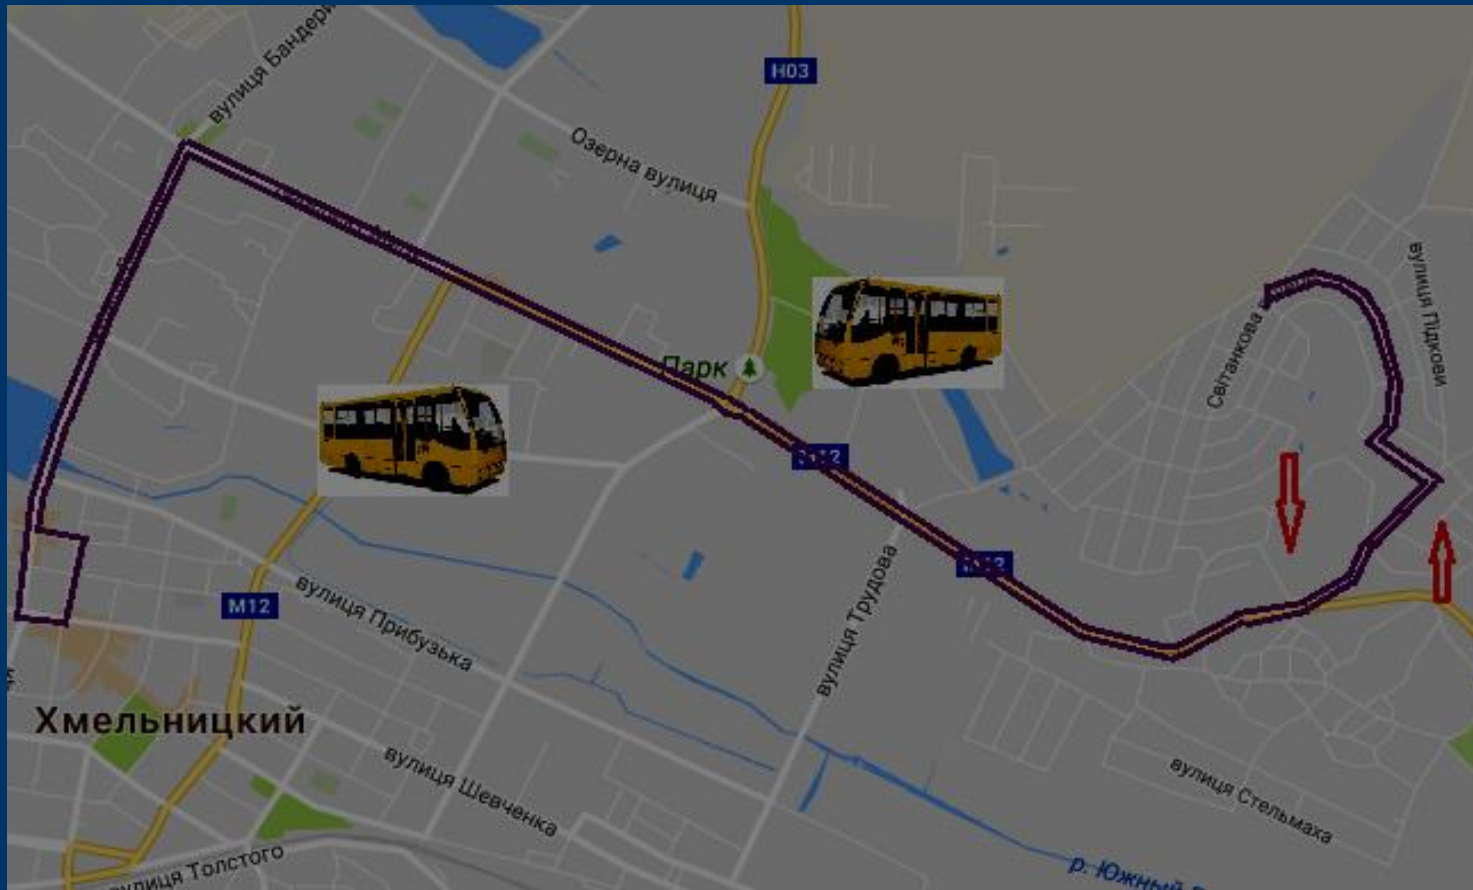 вулиця Бандери
Н03
Озерна вулиця
вулиця Підкови
Світанкова
Парк
М12
вулиця Прибузька
вулиця Трудова
Хмельницкий
вулиця Шевченка
вулиця Стельмаха
вулиця Толстого
р. Южный